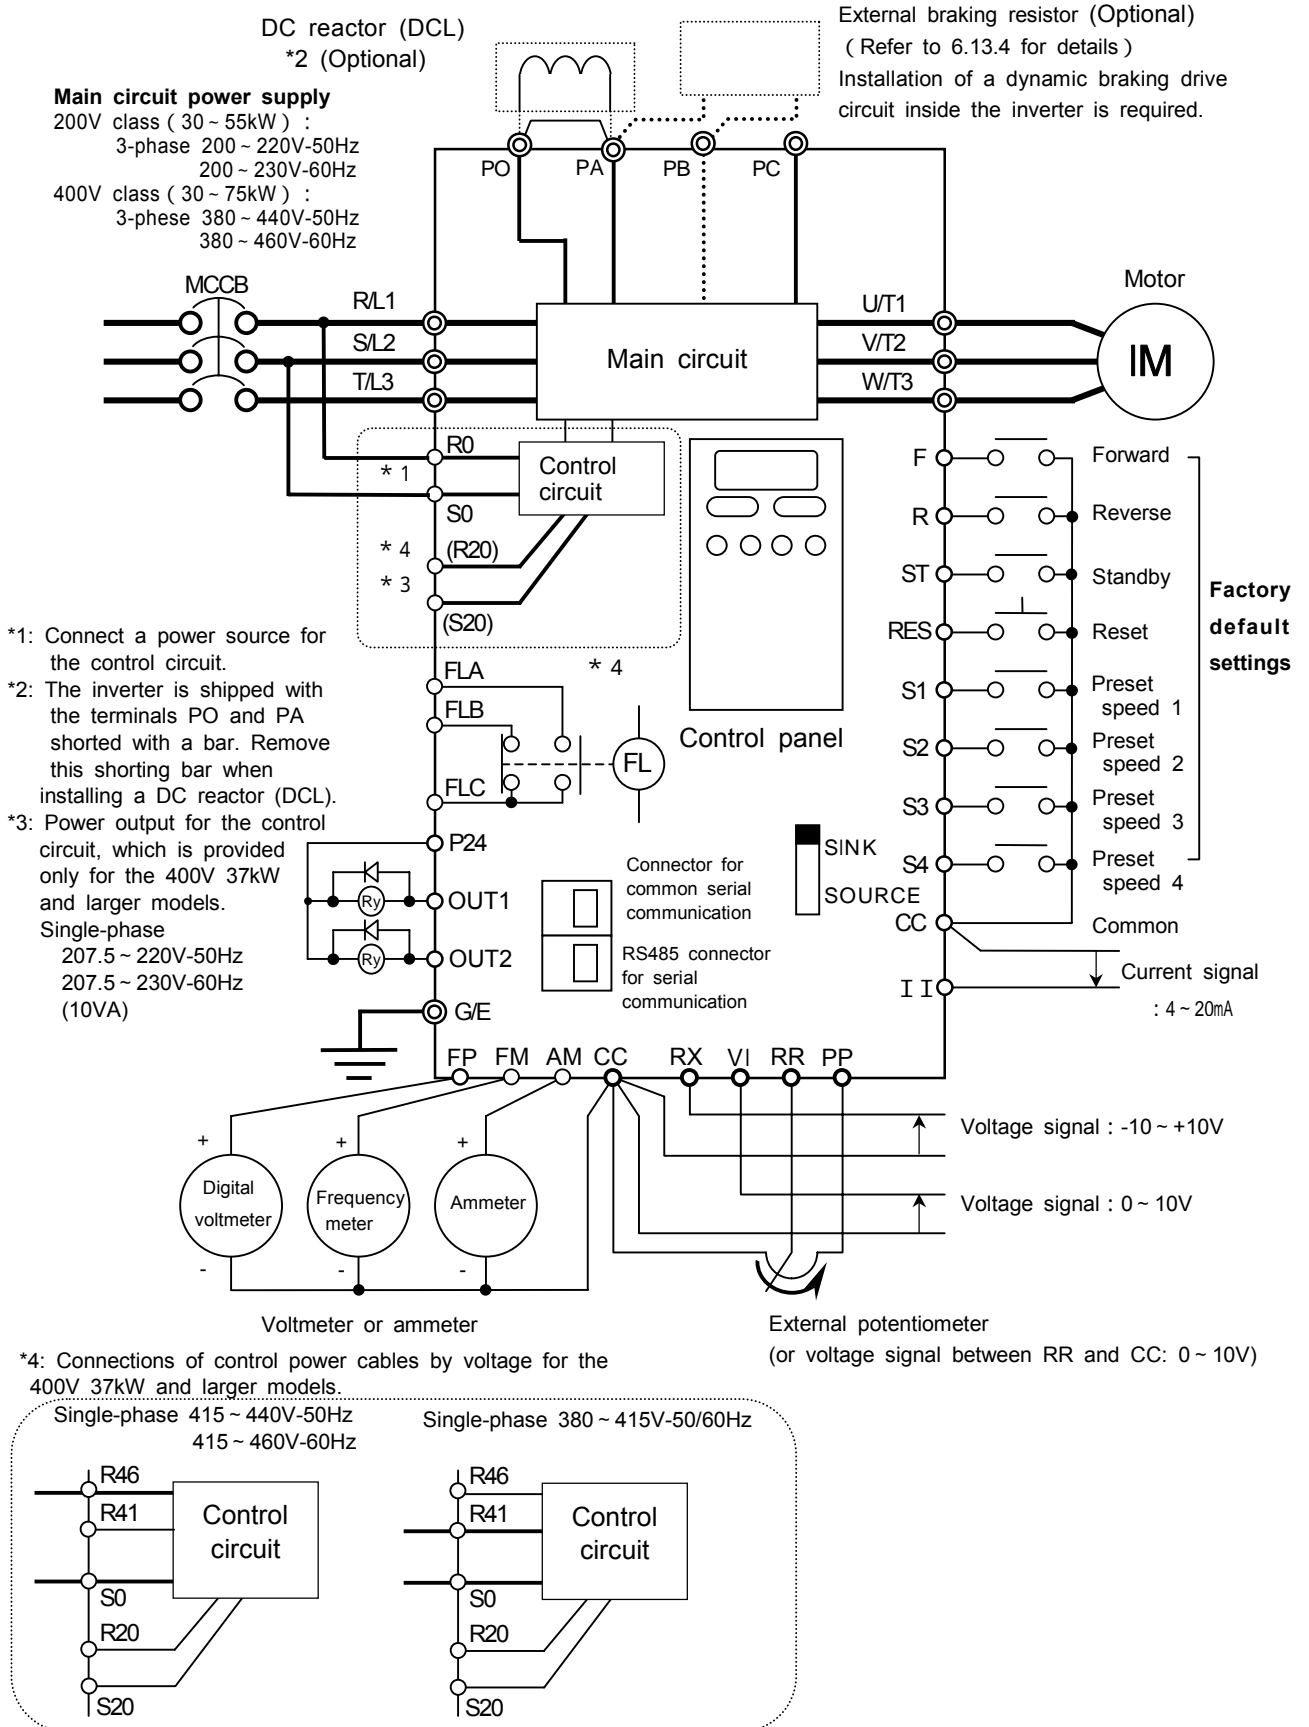 DC reactor (DCL)
*2 (Optional)
External braking resistor (Optional)
( Refer to 6.13.4 for details )
Installation of a dynamic braking drive
circuit inside the inverter is required.
Main circuit power supply
200V class ( 30 ~ 55kW ) :
3-phase 200 ~ 220V-50Hz
200 ~ 230V-60Hz
400V class ( 30 ~ 75kW ) :
3-phese 380 ~ 440V-50Hz
380 ~ 460V-60Hz
PO
PA
PB
PC
MCCB
R/L1
S/L2
T/L3
Main circuit
U/T1
V/T2
W/T3
Motor
IM
R0
* 1
S0
Control
circuit
* 4
(R20)
* 3
(S20)
F
Forward
R
Reverse
ST
Standby
RES
Reset
S1
Preset
speed 1
S2
Preset
speed 2
S3
Preset
speed 3
S4
Preset
speed 4
Factory
default
settings
CC
Common
I I
Current signal
: 4 ~ 20mA
*1: Connect a power source for
the control circuit.
*2: The inverter is shipped with
the terminals PO and PA
shorted with a bar. Remove
this shorting bar when
installing a DC reactor (DCL).
*3: Power output for the control
circuit, which is provided
only for the 400V 37kW
and larger models.
Single-phase
207.5 ~ 220V-50Hz
207.5 ~ 230V-60Hz
(10VA)
FLA
* 4
FLB
FL
FLC
Control panel
P24
Ry
OUT1
Ry
OUT2
G/E
Connector for
common serial
communication
RS485 connector
for serial
communication
SINK
SOURCE
FP
FM
AM
CC
RX
VI
RR
PP
+
+
+
Digital
voltmeter
Frequency
meter
Ammeter
-
-
-
Voltage signal : -10 ~ +10V
Voltage signal : 0 ~ 10V
Voltmeter or ammeter
External potentiometer
(or voltage signal between RR and CC: 0 ~ 10V)
*4: Connections of control power cables by voltage for the
400V 37kW and larger models.
Single-phase 415 ~ 440V-50Hz
415 ~ 460V-60Hz
R46
R41
Control
circuit
S0
R20
S20
Single-phase 380 ~ 415V-50/60Hz
R46
R41
Control
circuit
S0
R20
S20